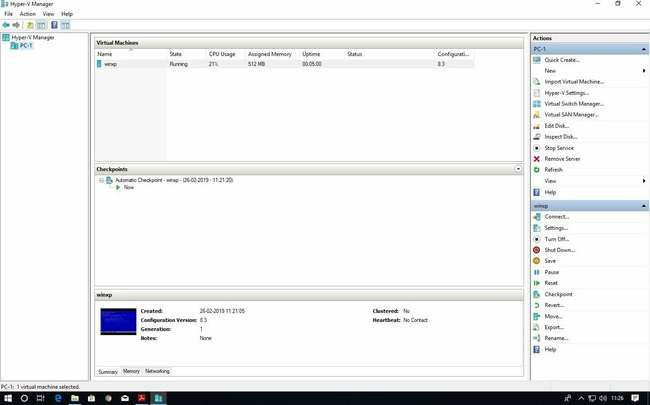 Hyper-V Manager
File Action View Help
Hyper-V Manager
PC-1
Virtual Machines
Name State CPU Usage Assigned Memory Uptime Status Configurati...
winxp Running 21% 512 MB 00:05:00 8.3
Checkpoints
Automatic Checkpoint - winxp - (26-02-2019 - 11:21:20)
Now
winxp
Created: 26-02-2019 11:21:05 Clustered: No
Configuration Version: 8.3 Heartbeat: No Contact
Generation: 1
Notes: None
Summary Memory Networking
Actions
PC-1
Quick Create...
New
Import Virtual Machine...
Hyper-V Settings...
Virtual Switch Manager...
Virtual SAN Manager...
Edit Disk...
Inspect Disk...
Stop Service
Remove Server
Refresh
View
Help
winxp
Connect...
Settings...
Turn Off...
Shut Down...
Save
Pause
Reset
Checkpoint
Revert...
Move...
Export...
Rename...
Help
PC-1: 1 virtual machine selected.
11:26